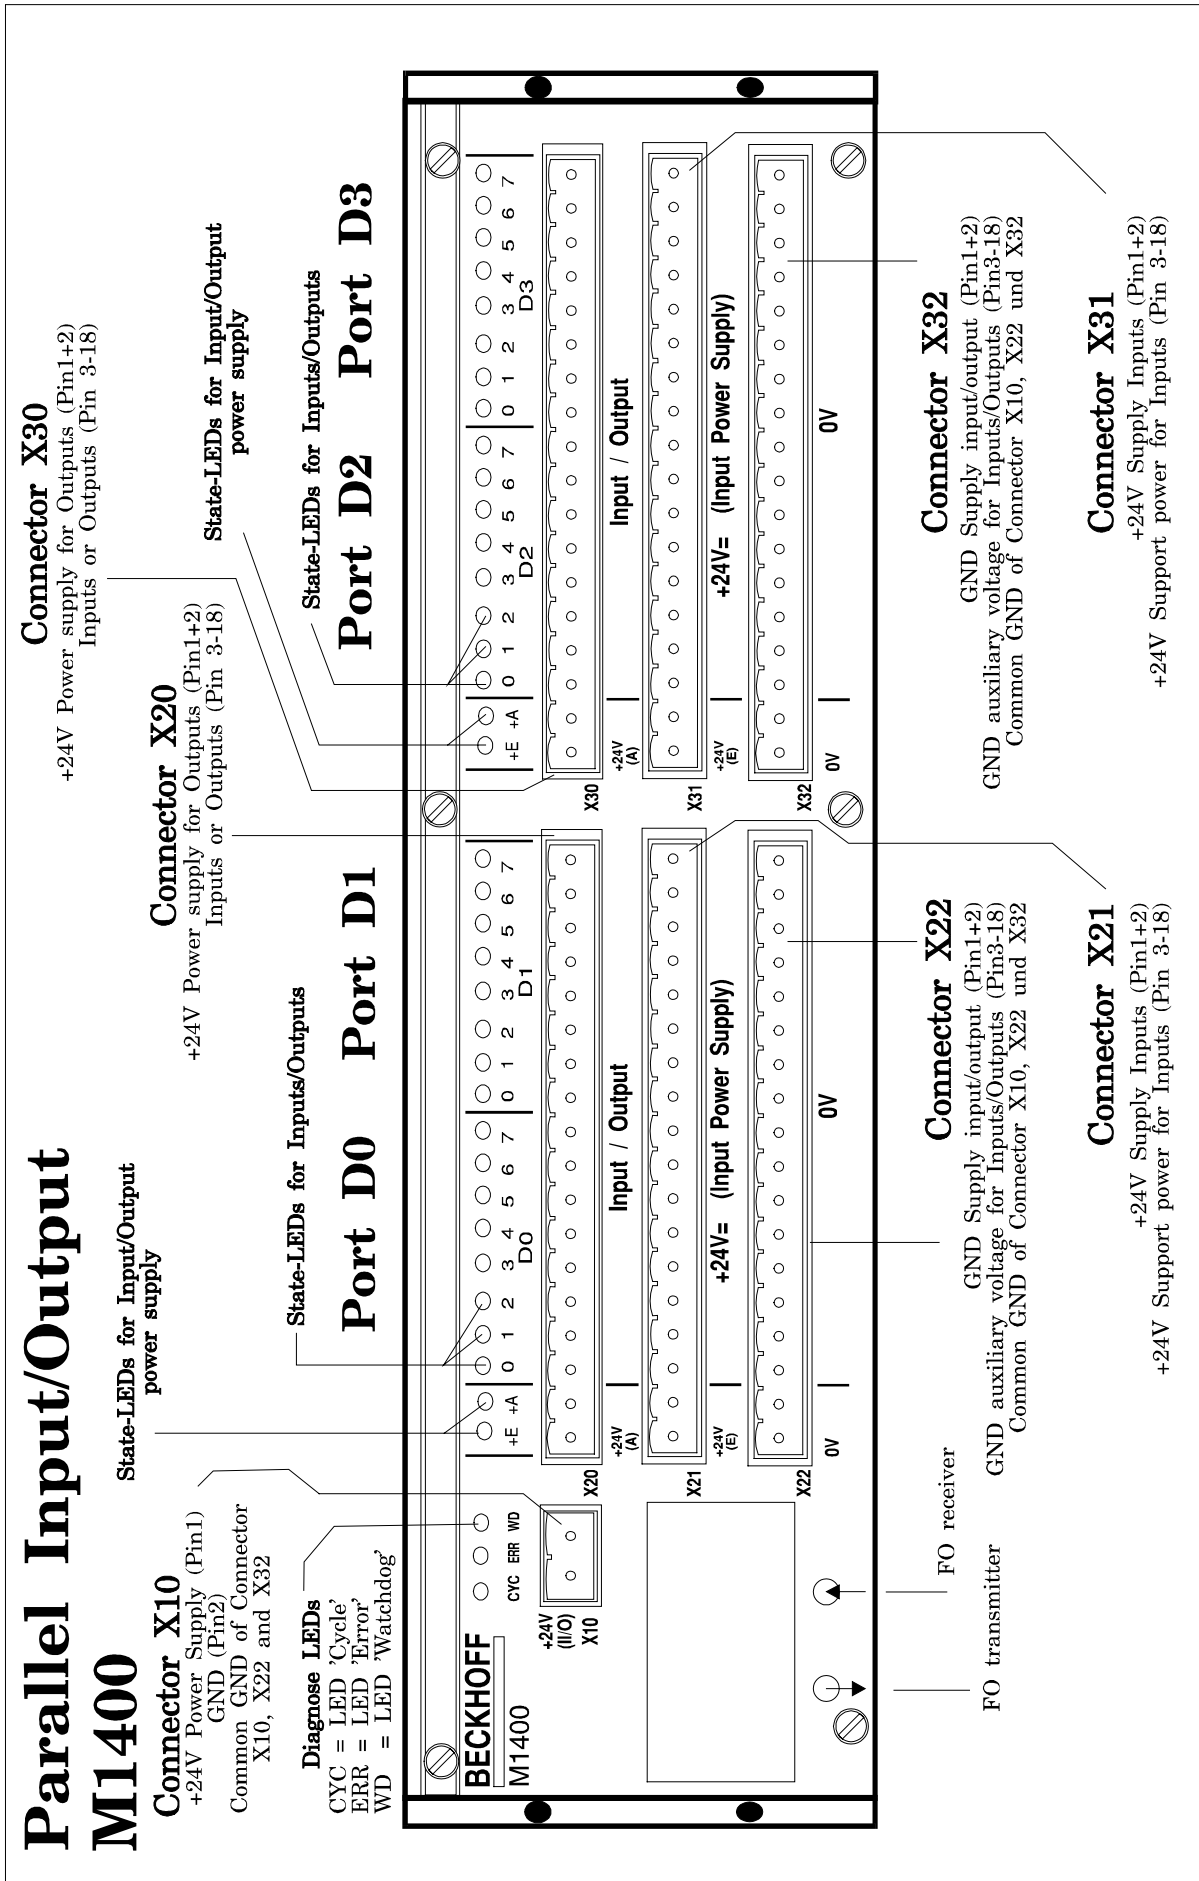 Parallel Input/Output
M1400
Connector X10
+24V Power Supply (Pin1)
GND (Pin2)
Common GND of Connector
X10, X22 and X32
State-LEDs for Input/Output
power supply
Diagnose LEDs
CYC = LED 'Cycle'
ERR = LED 'Error'
WD = LED 'Watchdog'
State-LEDs for Inputs/Outputs
Port D0
Port D1
Connector X20
+24V Power supply for Outputs (Pin1+2)
Inputs or Outputs (Pin 3-18)
Connector X30
+24V Power supply for Outputs (Pin1+2)
Inputs or Outputs (Pin 3-18)
State-LEDs for Input/Output
power supply
State-LEDs for Inputs/Outputs
Port D2
Port D3
BECKHOFF
M1400
CYC ERR WD
+24V
(II/O)
X10
+E +A 0 1 2 3 4 5 6 7 0 1 2 3 4 5 6 7
D0 D1
X20
+24V
(A)
Input / Output
X21
+24V
(E)
+24V= (Input Power Supply)
X22
0V
0V
+E +A 0 1 2 3 4 5 6 7 0 1 2 3 4 5 6 7
D2 D3
X30
+24V
(A)
Input / Output
X31
+24V
(E)
+24V= (Input Power Supply)
X32
0V
0V
FO transmitter
FO receiver
Connector X22
GND Supply input/output (Pin1+2)
GND auxiliary voltage for Inputs/Outputs (Pin3-18)
Common GND of Connector X10, X22 und X32
Connector X21
+24V Supply Inputs (Pin1+2)
+24V Support power for Inputs (Pin 3-18)
Connector X32
GND Supply input/output (Pin1+2)
GND auxiliary voltage for Inputs/Outputs (Pin3-18)
Common GND of Connector X10, X22 und X32
Connector X31
+24V Supply Inputs (Pin1+2)
+24V Support power for Inputs (Pin 3-18)